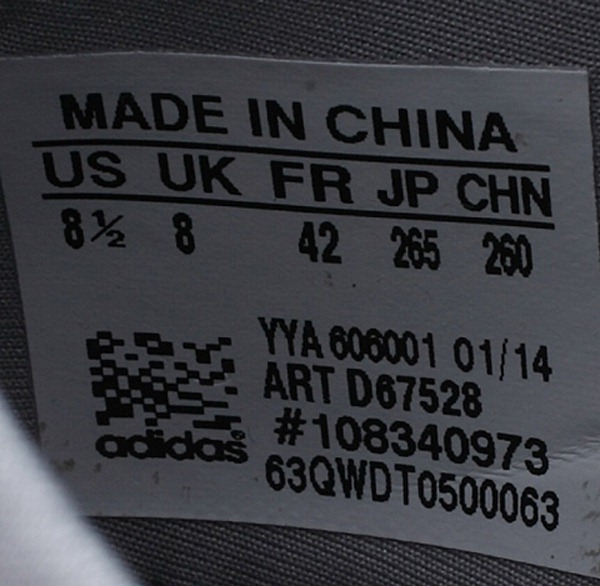 MADE IN CHINA
US UK FR JP CHN
8½ 8 42 265 260
YYA 606001 01/14
ART D67528
#108340973
63QWDT0500063
adidas